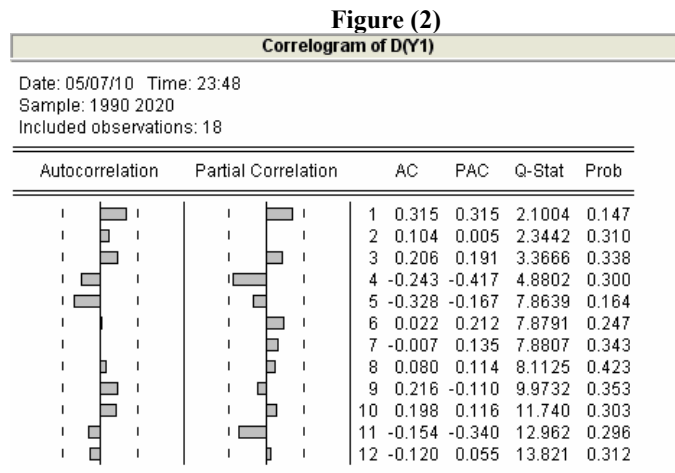 Figure (2)
Correlogram of D(Y1)
Date: 05/07/10 Time: 23:48
Sample: 1990 2020
Included observations: 18
Autocorrelation Partial Correlation AC PAC Q-Stat Prob
1 0.315 0.315 2.1004 0.147
2 0.104 0.005 2.3442 0.310
3 0.206 0.191 3.3666 0.338
4 -0.243 -0.417 4.8802 0.300
5 -0.328 -0.167 7.8639 0.164
6 0.022 0.212 7.8791 0.247
7 -0.007 0.135 7.8807 0.343
8 0.080 0.114 8.1125 0.423
9 0.216 -0.110 9.9732 0.353
10 0.198 0.116 11.740 0.303
11 -0.154 -0.340 12.962 0.296
12 -0.120 0.055 13.821 0.312